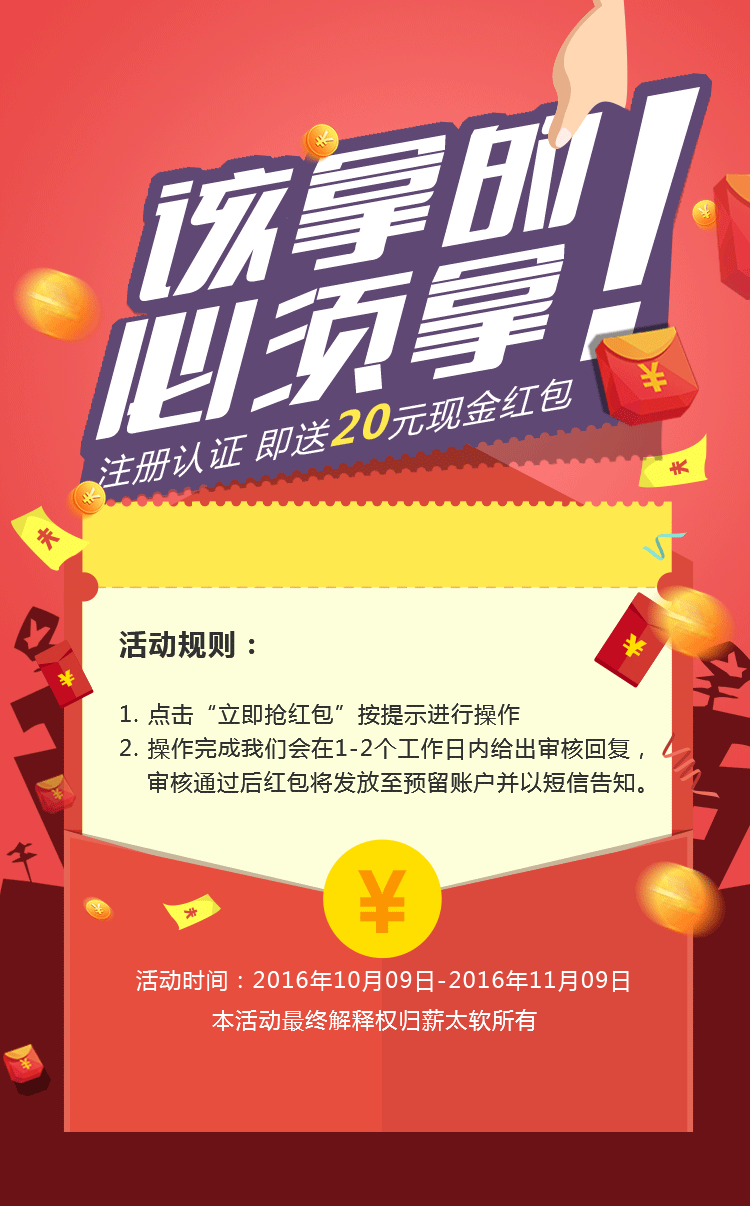 该拿的
必须拿！
注册认证 即送20元现金红包
活动规则：
1. 点击“立即抢红包”按提示进行操作
2. 操作完成我们会在1-2个工作日内给出审核回复，
审核通过后红包将发放至预留账户并以短信告知。
¥
活动时间：2016年10月09日-2016年11月09日
本活动最终解释权归薪太软所有